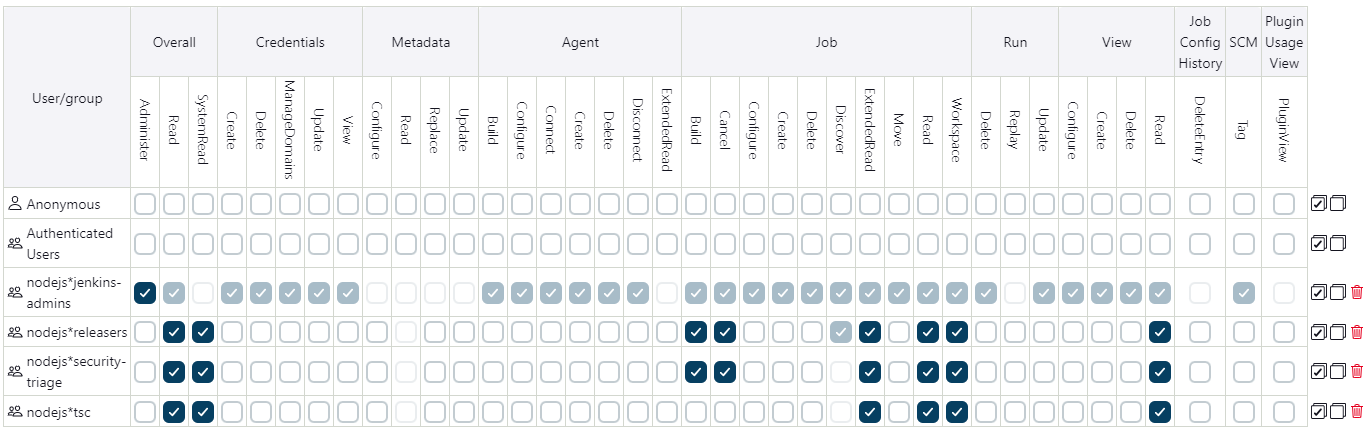 User/group
Overall
Credentials
Metadata
Agent
Job
Run
View
Job
Config
History
SCM
Plugin
Usage
View
Administer
Read
SystemRead
Create
Delete
ManageDomains
Update
View
Configure
Read
Replace
Update
Build
Configure
Connect
Create
Delete
Disconnect
ExtendedRead
Build
Cancel
Configure
Create
Delete
Discover
ExtendedRead
Move
Read
Workspace
Delete
Replay
Update
Configure
Create
Delete
Read
DeleteEntry
Tag
PluginView
Anonymous
Authenticated
Users
nodejs*jenkins-
admins
nodejs*releasers
nodejs*security-
triage
nodejs*tsc